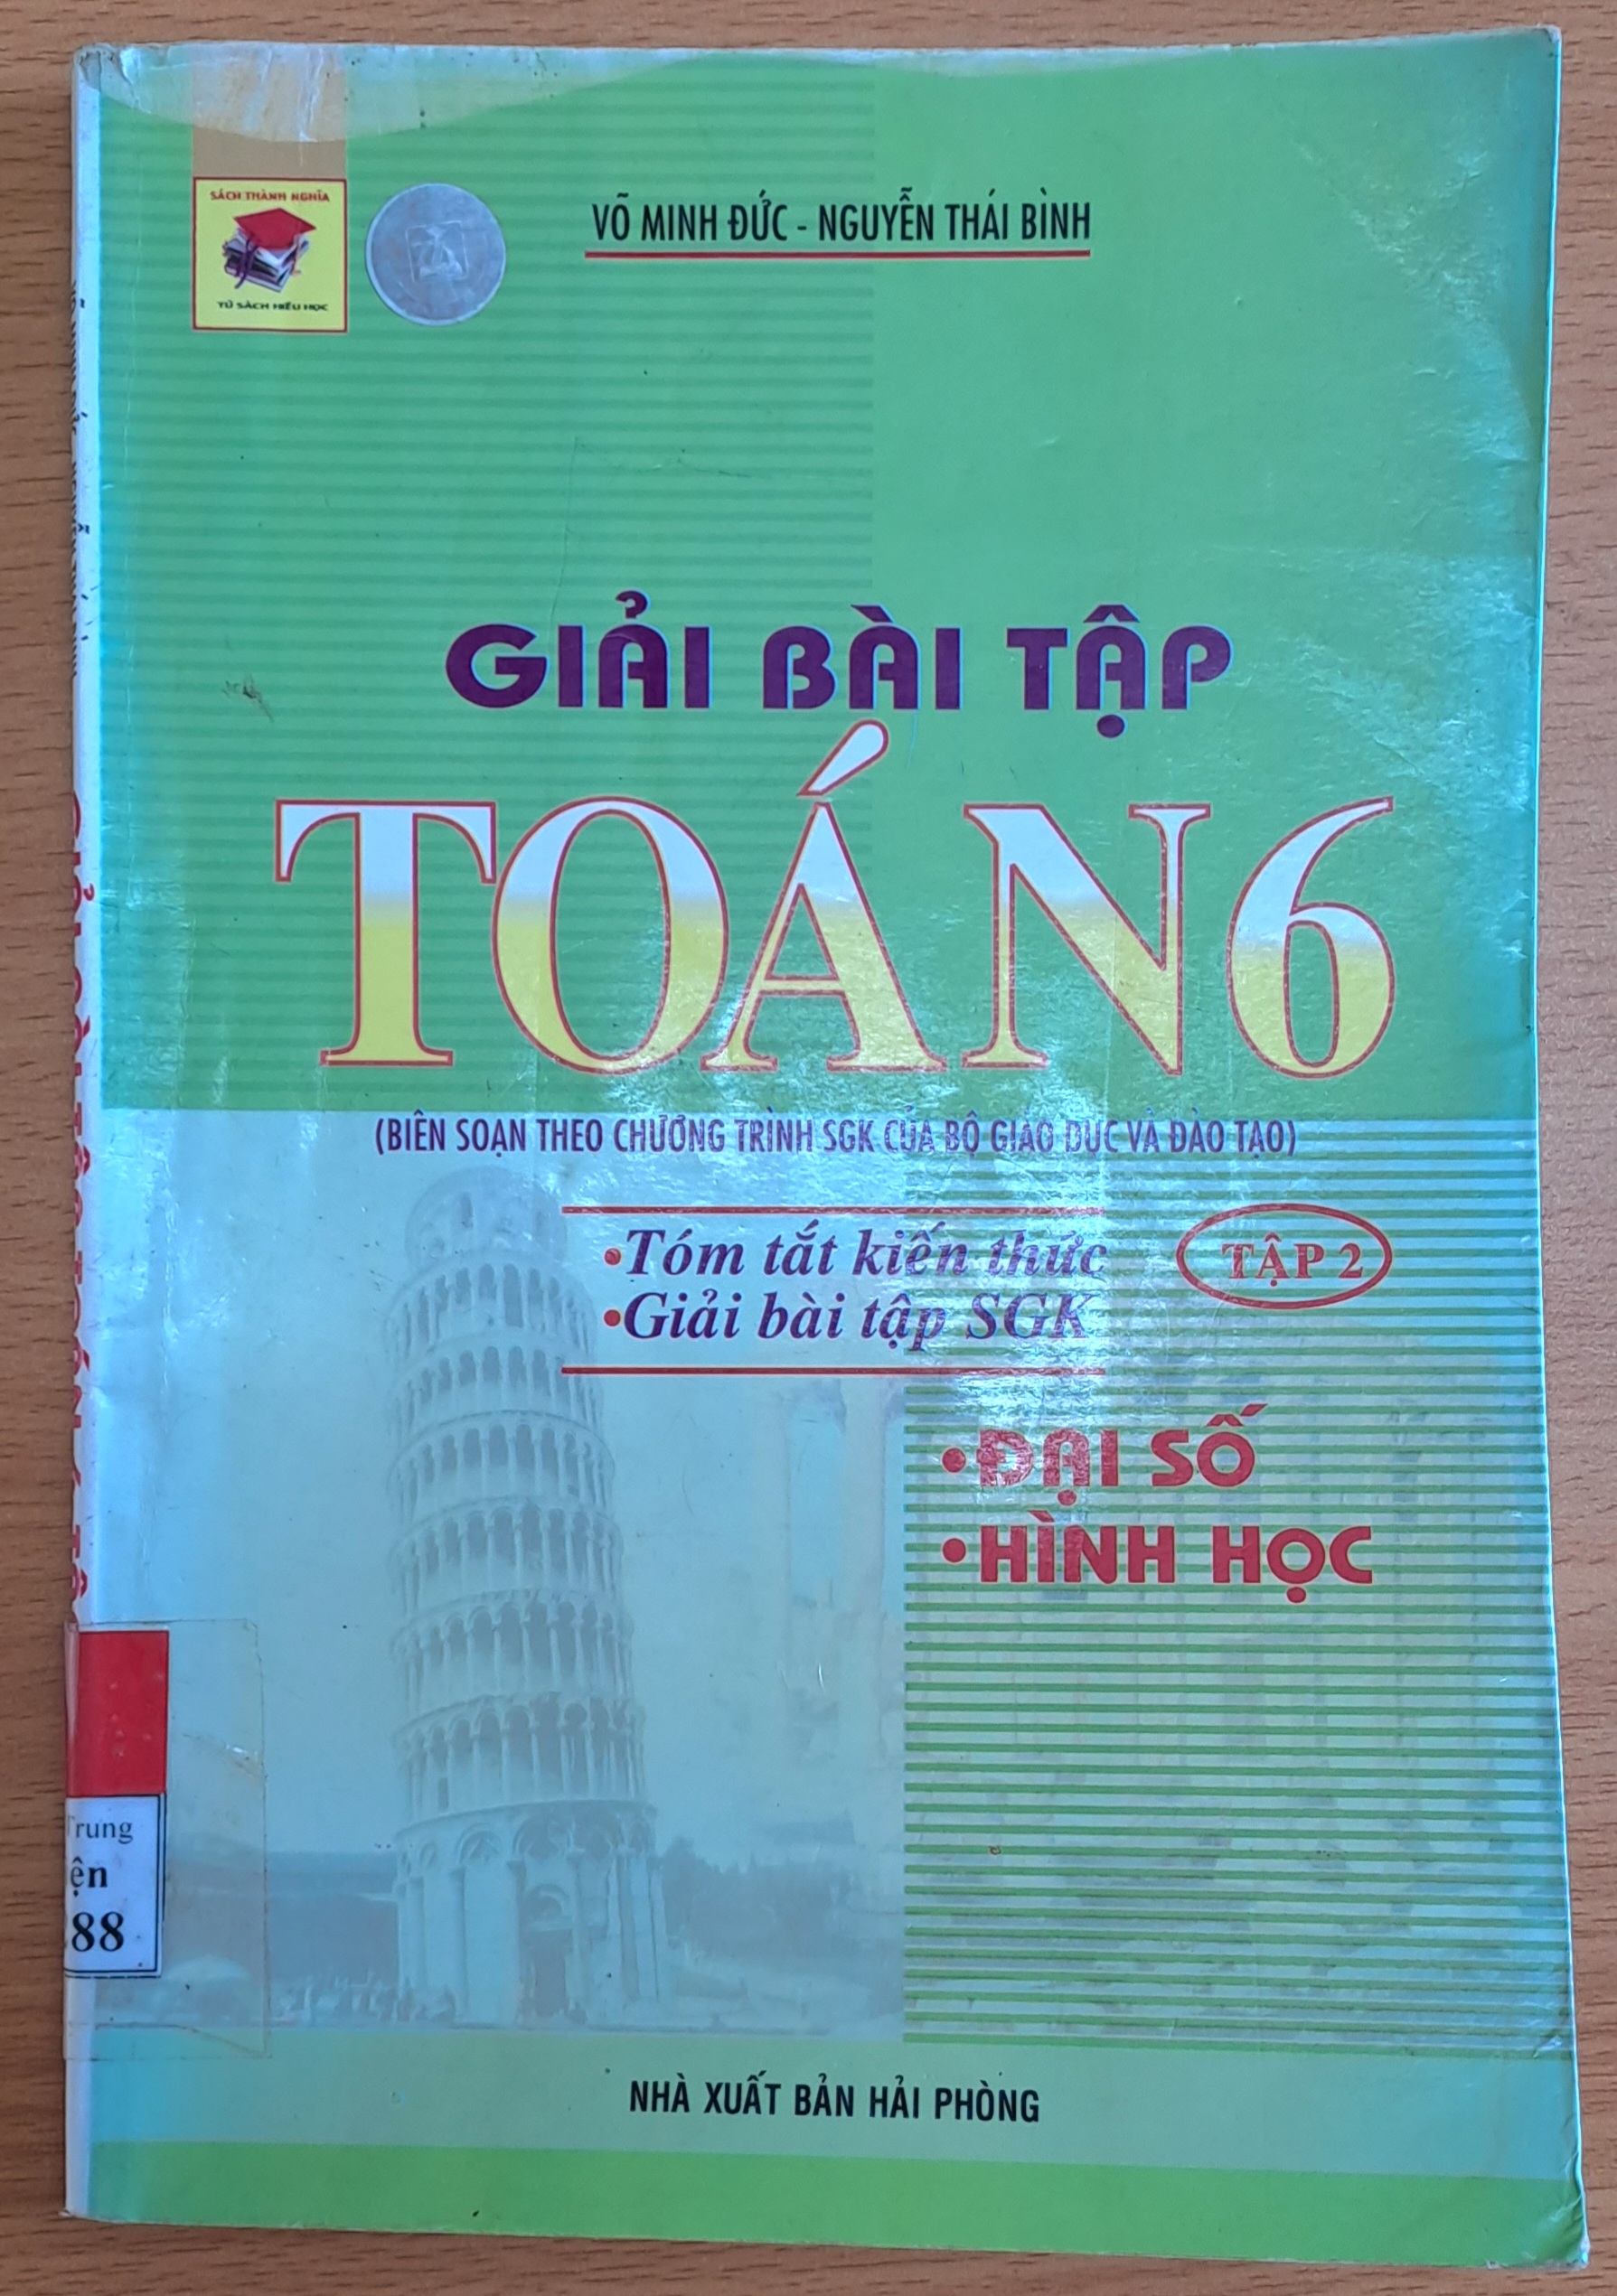 SÁCH THÀNH NGHĨA
TỦ SÁCH HIẾU HỌC
VÕ MINH ĐỨC - NGUYỄN THÁI BÌNH
GIẢI BÀI TẬP
TOÁN 6
(BIÊN SOẠN THEO CHƯƠNG TRÌNH SGK CỦA BỘ GIÁO DỤC VÀ ĐÀO TẠO)
•Tóm tắt kiến thức
•Giải bài tập SGK
TẬP 2
•ĐẠI SỐ
•HÌNH HỌC
Trung
ện
88
NHÀ XUẤT BẢN HẢI PHÒNG